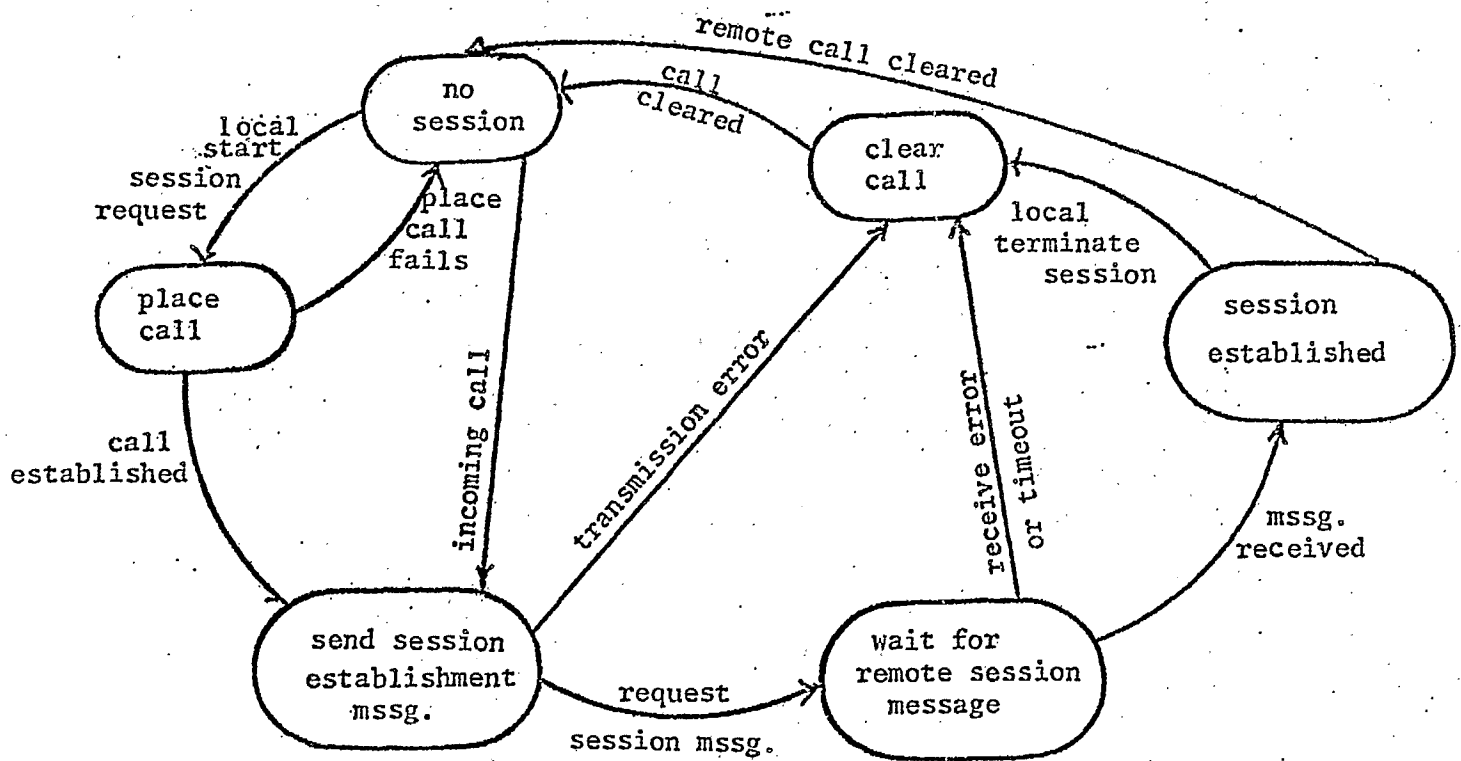 remote call cleared
no
session
call
cleared
clear
call
local
start
session
request
place
call
fails
place
call
local
terminate
session
session
established
incoming call
transmission error
receive error
or timeout
call
established
mssg.
received
send session
establishment
mssg.
request
session mssg.
wait for
remote session
message